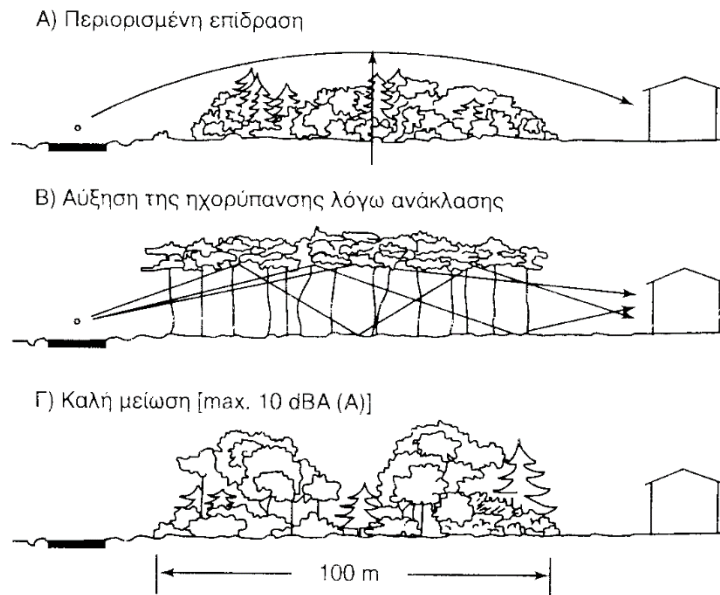 Α) Περιορισμένη επίδραση
Β) Αύξηση της ηχορύπανσης λόγω ανάκλασης
Γ) Καλή μείωση [max. 10 dBA (A)]
100 m